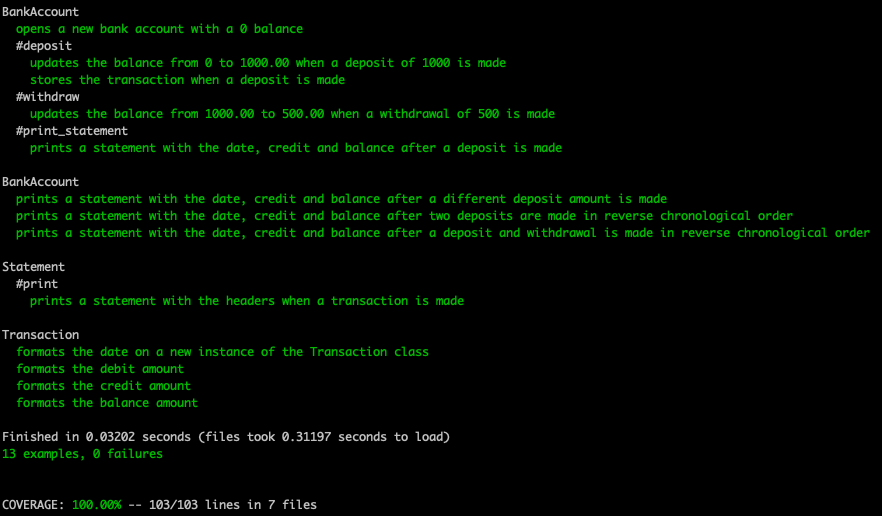 BankAccount
opens a new bank account with a 0 balance
#deposit
updates the balance from 0 to 1000.00 when a deposit of 1000 is made
stores the transaction when a deposit is made
#withdraw
updates the balance from 1000.00 to 500.00 when a withdrawal of 500 is made
#print_statement
prints a statement with the date, credit and balance after a deposit is made
BankAccount
prints a statement with the date, credit and balance after a different deposit amount is made
prints a statement with the date, credit and balance after two deposits are made in reverse chronological order
prints a statement with the date, credit and balance after a deposit and withdrawal is made in reverse chronological order
Statement
#print
prints a statement with the headers when a transaction is made
Transaction
formats the date on a new instance of the Transaction class
formats the debit amount
formats the credit amount
formats the balance amount
Finished in 0.03202 seconds (files took 0.31197 seconds to load)
13 examples, 0 failures
COVERAGE: 100.00% -- 103/103 lines in 7 files